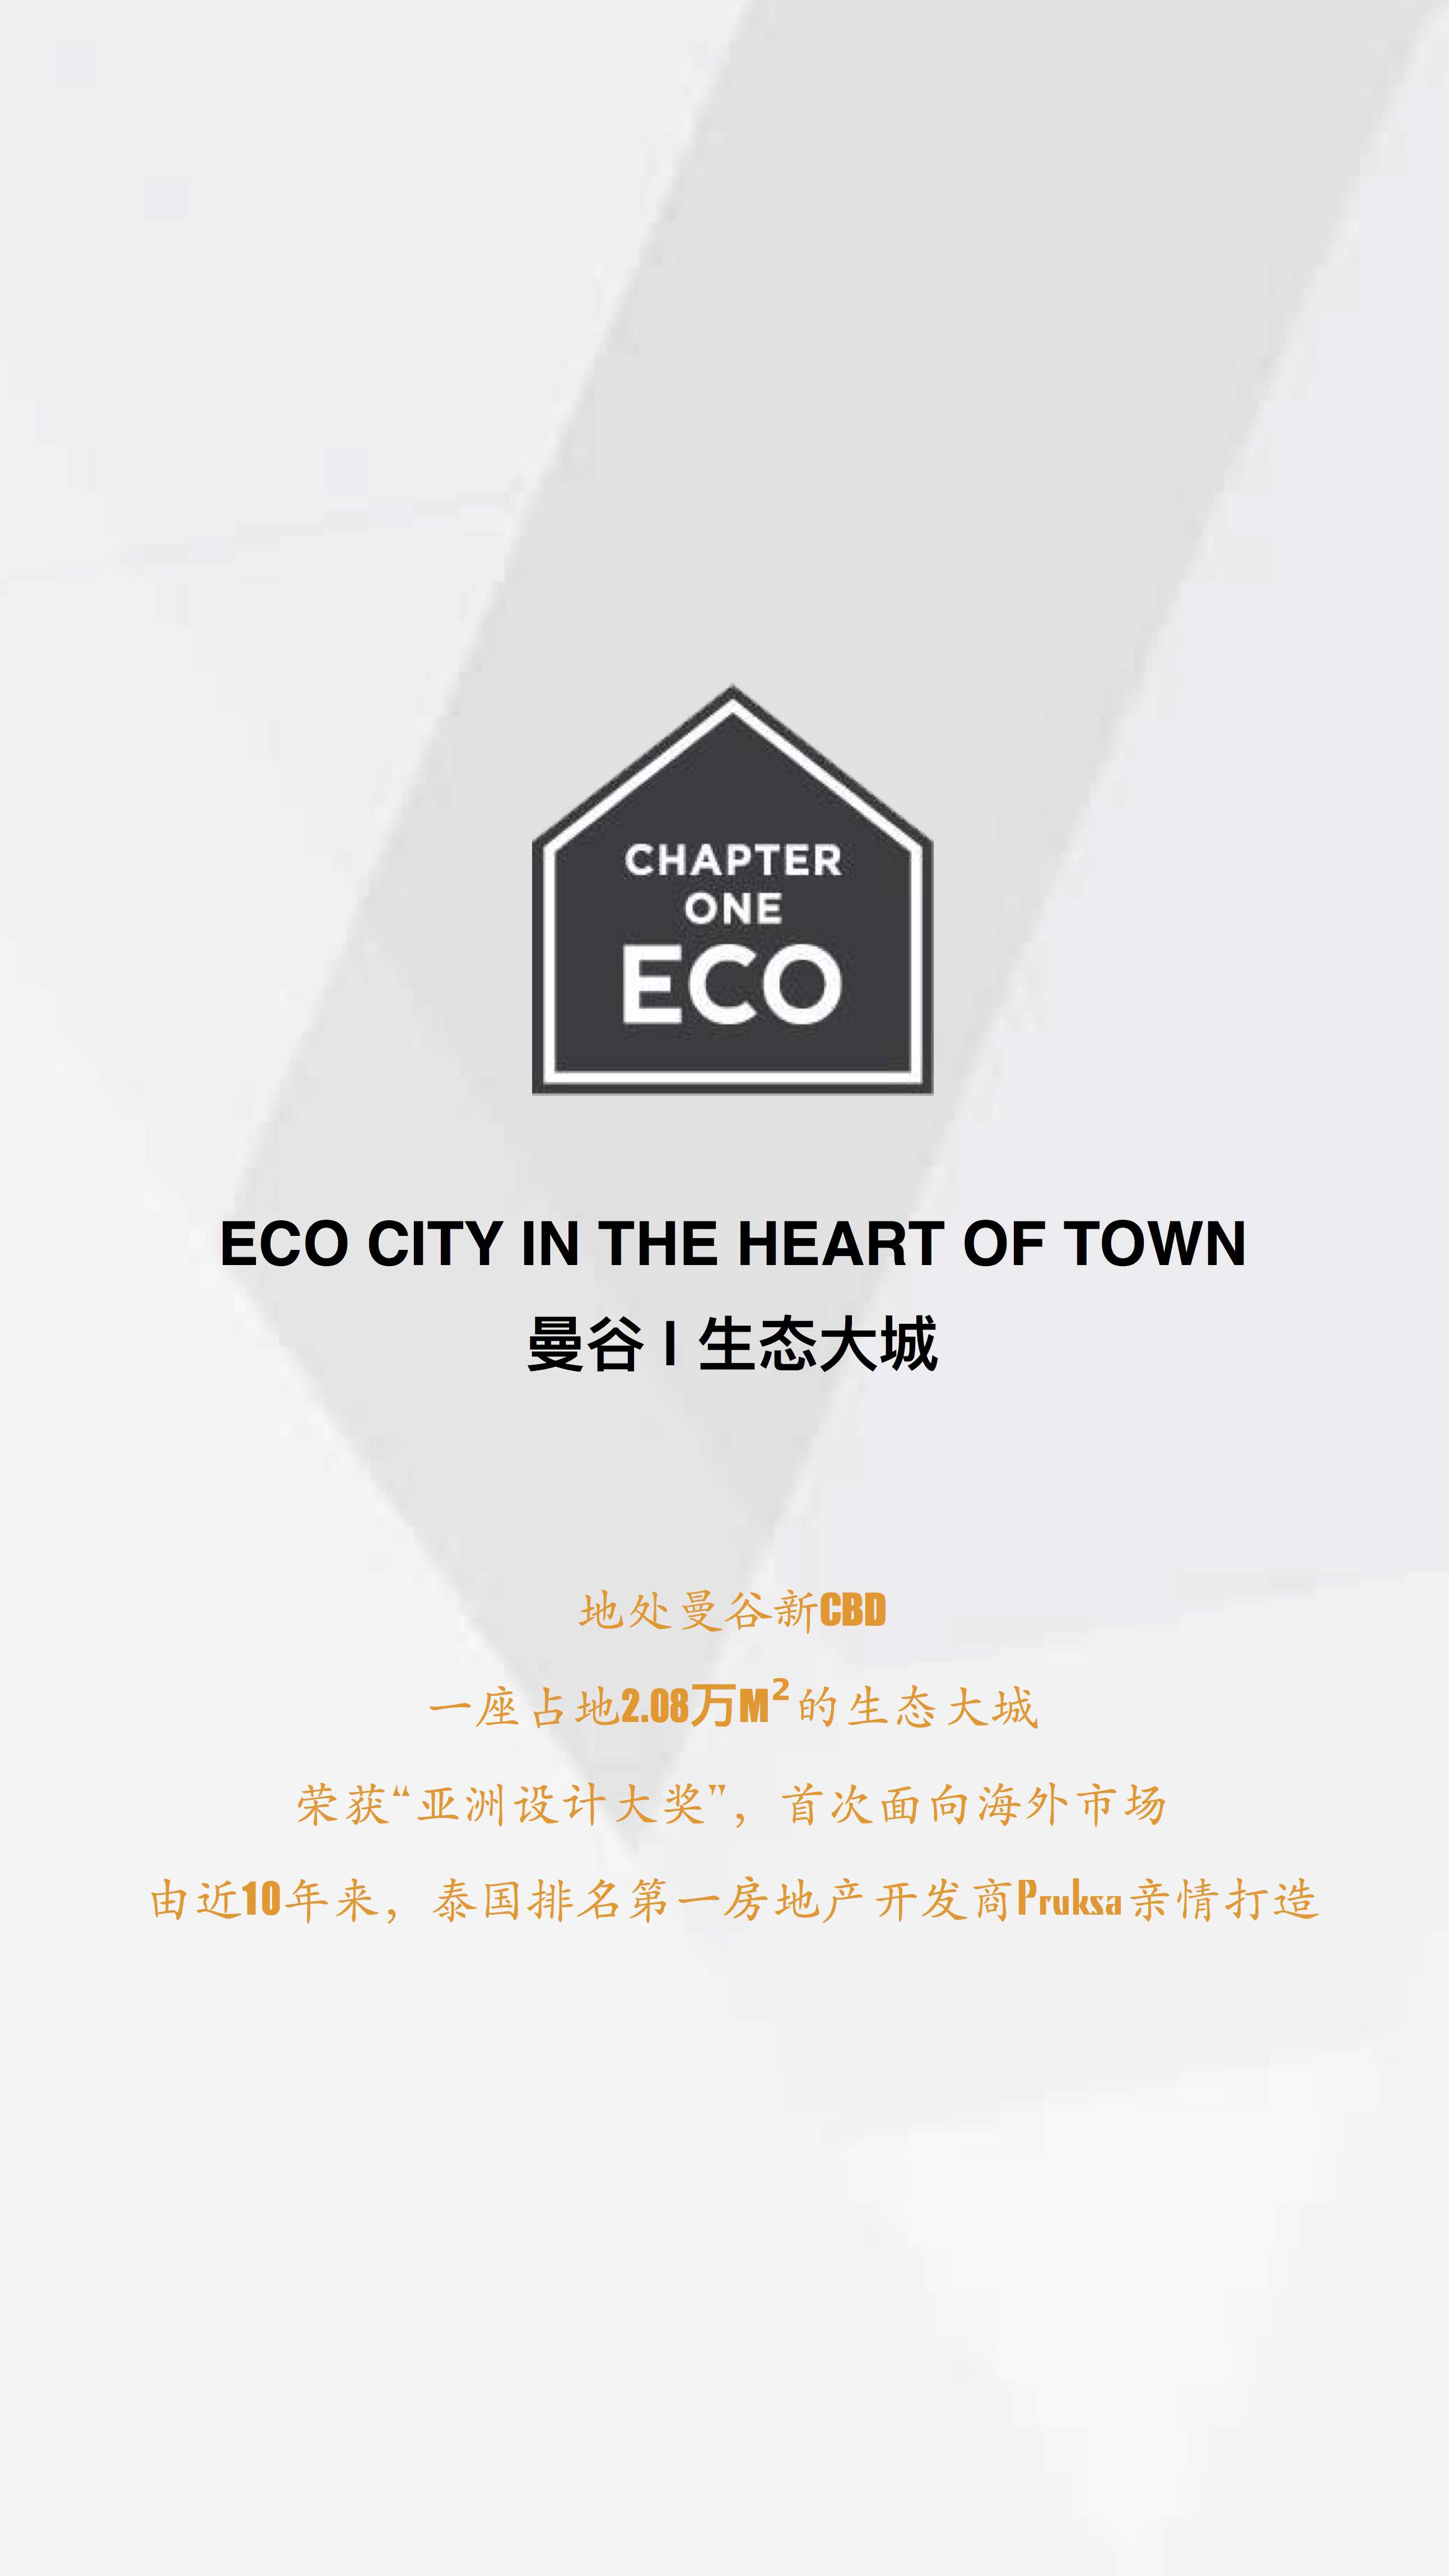 CHAPTER
ONE
ECO
ECO CITY IN THE HEART OF TOWN
曼谷 I 生态大城
地处曼谷新CBD
一座占地2.08万M²的生态大城
荣获“亚洲设计大奖”，首次面向海外市场
由近10年来，泰国排名第一房地产开发商Pruksa亲情打造